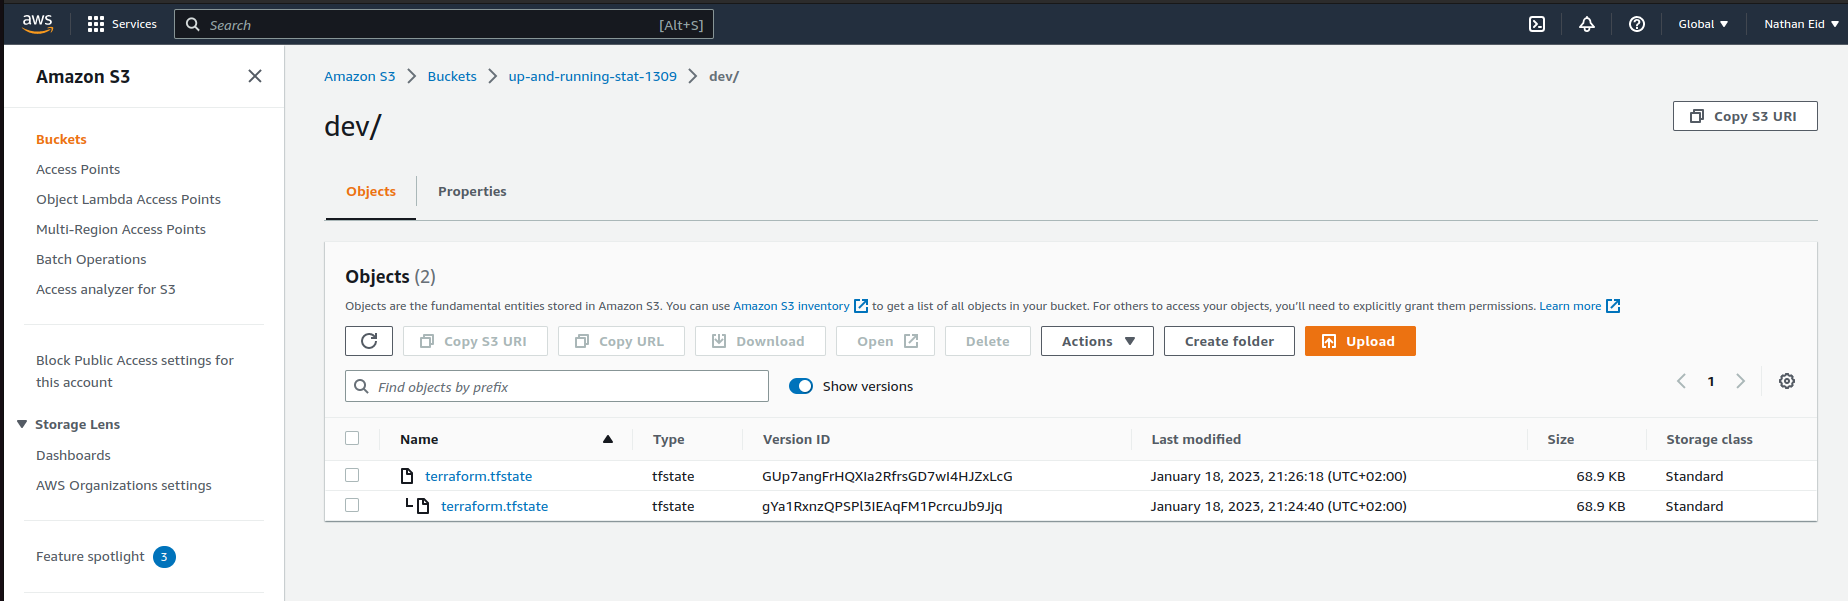 aws
Services
Search
[Alt+S]
Global
Nathan Eid
Amazon S3
Buckets
Access Points
Object Lambda Access Points
Multi-Region Access Points
Batch Operations
Access analyzer for S3
Block Public Access settings for
this account
Storage Lens
Dashboards
AWS Organizations settings
Feature spotlight 3
Amazon S3 > Buckets > up-and-running-stat-1309 > dev/
dev/
Copy S3 URI
Objects
Properties
Objects (2)
Objects are the fundamental entities stored in Amazon S3. You can use Amazon S3 inventory to get a list of all objects in your bucket. For others to access your objects, you'll need to explicitly grant them permissions. Learn more
Copy S3 URI
Copy URL
Download
Open
Delete
Actions
Create folder
Upload
Find objects by prefix
Show versions
1
Name Type Version ID Last modified Size Storage class
terraform.tfstate tfstate GUp7angFrHQXIa2RfrsGD7wI4HJZxLcG January 18, 2023, 21:26:18 (UTC+02:00) 68.9 KB Standard
terraform.tfstate tfstate gYa1RxnzQPSPl3IEAqFM1PcrcuJb9Jjq January 18, 2023, 21:24:40 (UTC+02:00) 68.9 KB Standard